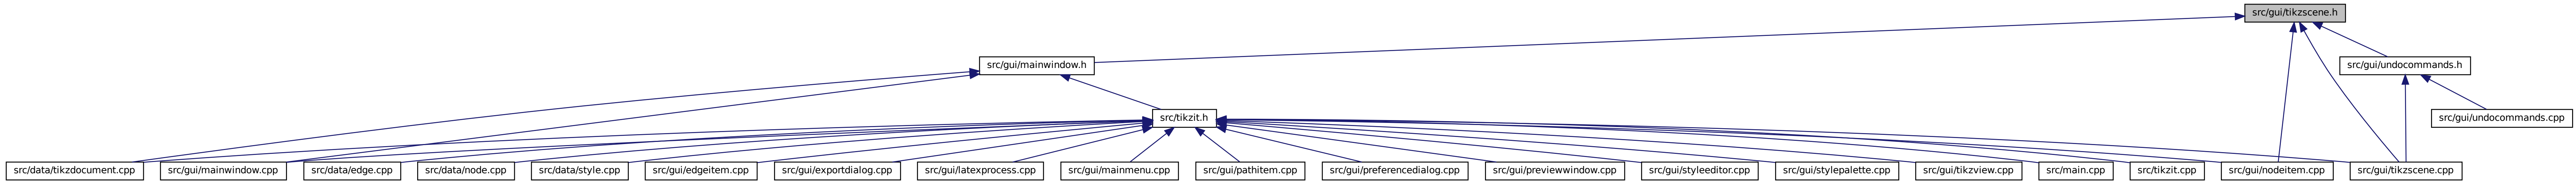 src/gui/tikzscene.h
src/gui/mainwindow.h
src/gui/undocommands.h
src/tikzit.h
src/gui/undocommands.cpp
src/data/tikzdocument.cpp
src/gui/mainwindow.cpp
src/data/edge.cpp
src/data/node.cpp
src/data/style.cpp
src/gui/edgeitem.cpp
src/gui/exportdialog.cpp
src/gui/latexprocess.cpp
src/gui/mainmenu.cpp
src/gui/pathitem.cpp
src/gui/preferencedialog.cpp
src/gui/previewwindow.cpp
src/gui/styleeditor.cpp
src/gui/stylepalette.cpp
src/gui/tikzview.cpp
src/main.cpp
src/tikzit.cpp
src/gui/nodeitem.cpp
src/gui/tikzscene.cpp